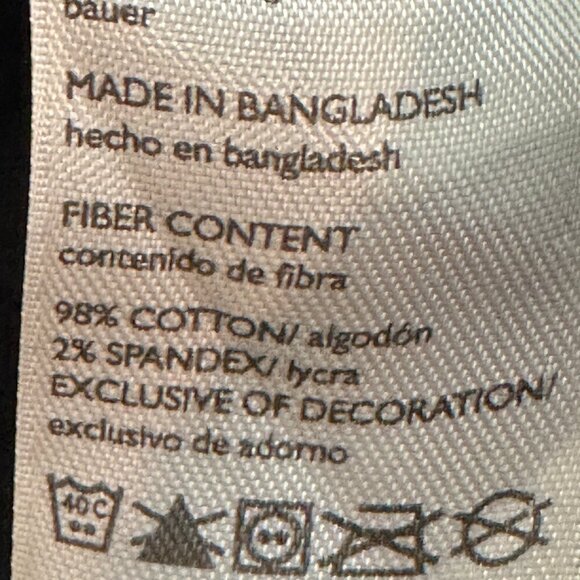 bauer
MADE IN BANGLADESH
hecho en bangladesh
FIBER CONTENT
contenido de fibra
98% COTTON/ algodón
2% SPANDEX/ lycra
EXCLUSIVE OF DECORATION/
exclusivo de adorno
40 C